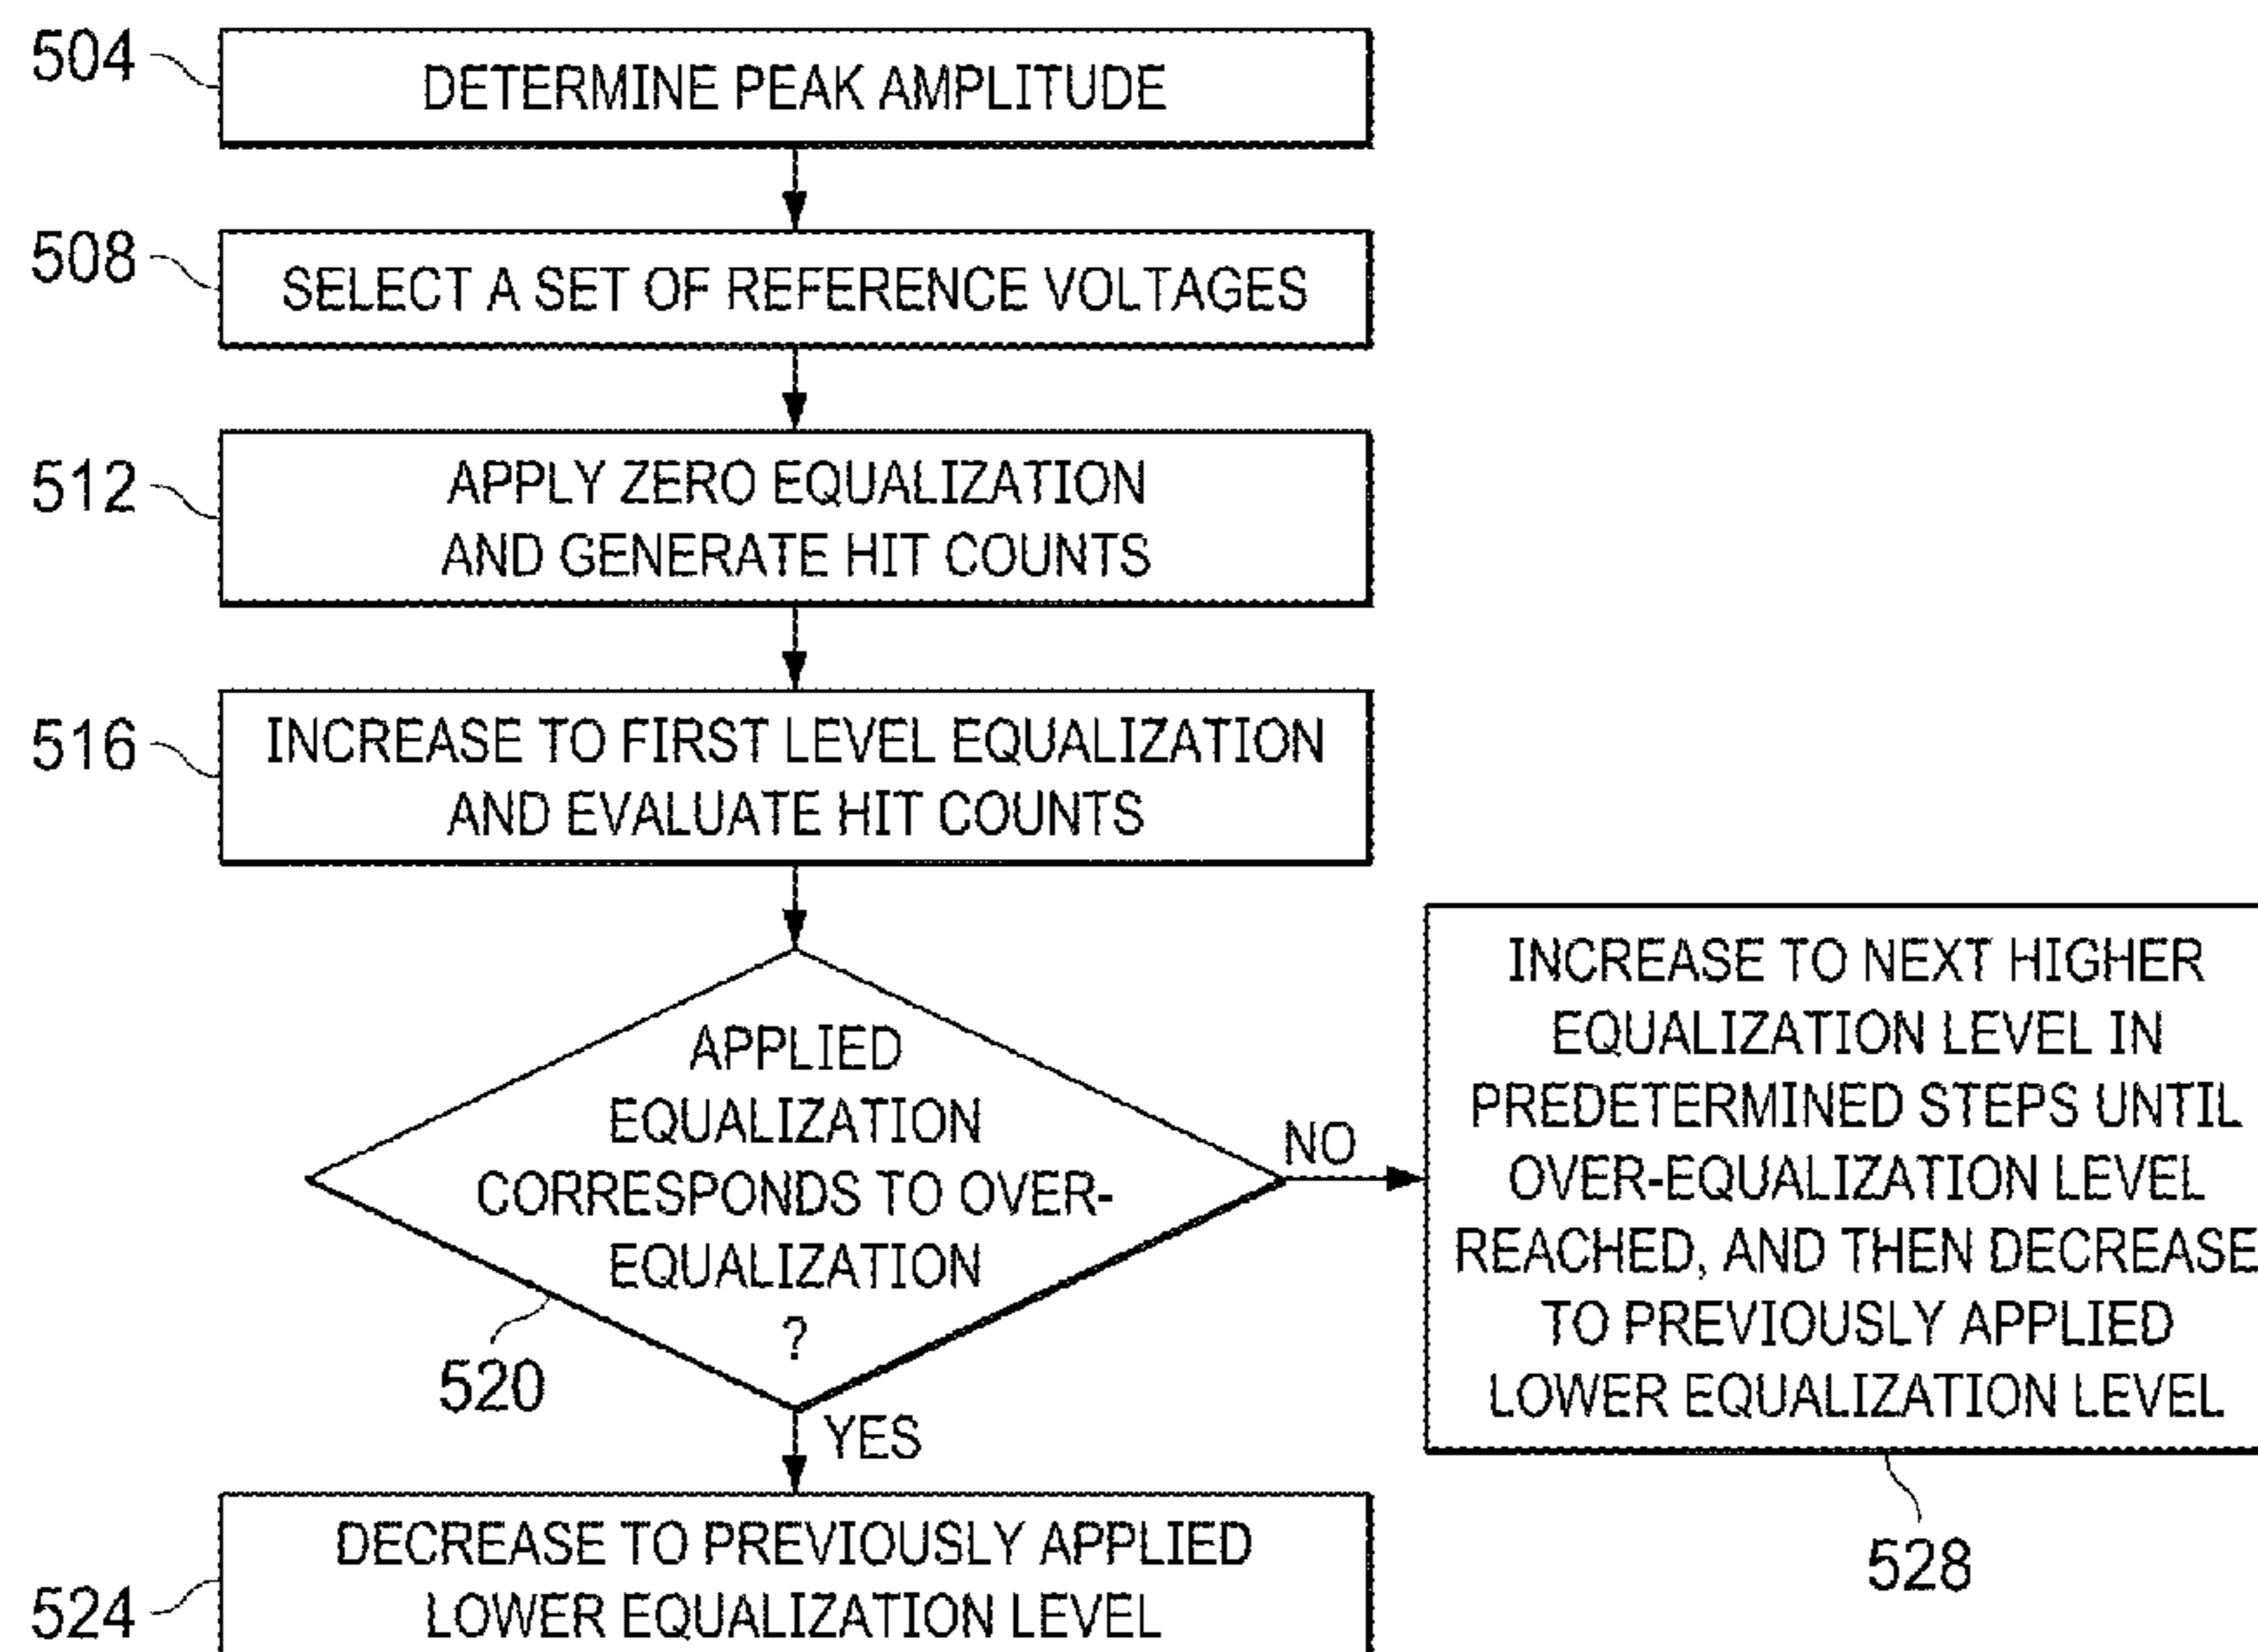 504
DETERMINE PEAK AMPLITUDE
508
SELECT A SET OF REFERENCE VOLTAGES
512
APPLY ZERO EQUALIZATION
AND GENERATE HIT COUNTS
516
INCREASE TO FIRST LEVEL EQUALIZATION
AND EVALUATE HIT COUNTS
APPLIED
EQUALIZATION
CORRESPONDS TO OVER-
EQUALIZATION
?
520
NO
INCREASE TO NEXT HIGHER
EQUALIZATION LEVEL IN
PREDETERMINED STEPS UNTIL
OVER-EQUALIZATION LEVEL
REACHED, AND THEN DECREASE
TO PREVIOUSLY APPLIED
LOWER EQUALIZATION LEVEL
528
YES
524
DECREASE TO PREVIOUSLY APPLIED
LOWER EQUALIZATION LEVEL